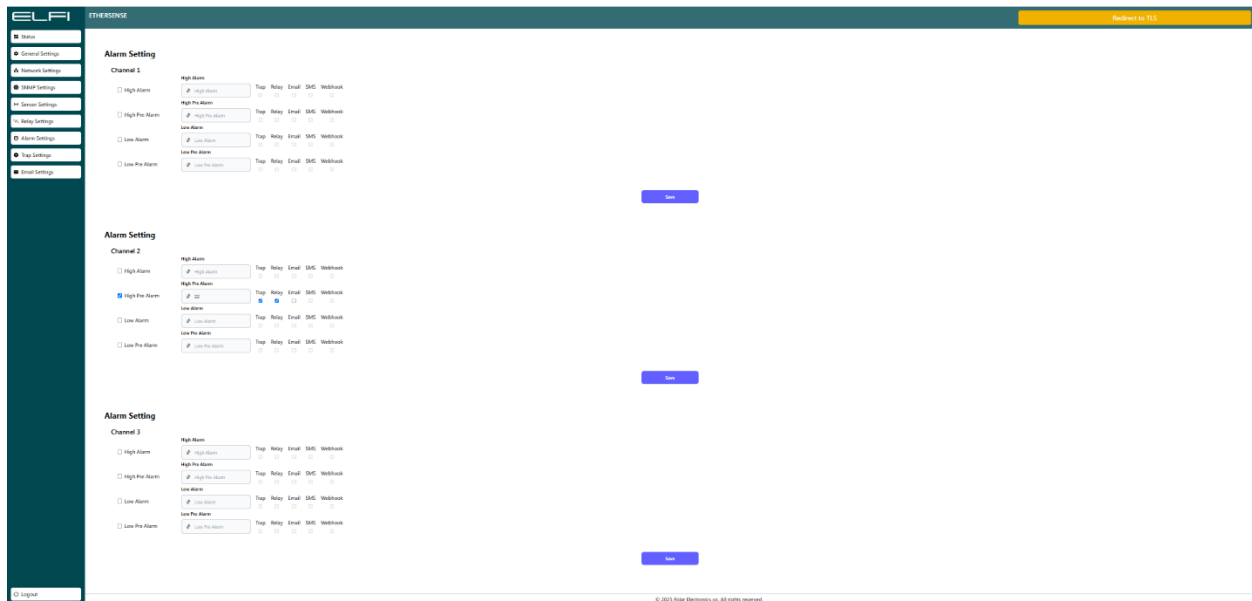 ELFI
ETHERSENSE
Redirect to TLS
Status
General Settings
Network Settings
SNMP Settings
Sensor Settings
Relay Settings
Alarm Settings
Trap Settings
Email Settings
Logout
Alarm Setting
Channel 1
High Alarm
High Alarm High Alarm Trap Relay Email SMS Webhook
High Pre Alarm
High Pre Alarm High Pre Alarm Trap Relay Email SMS Webhook
Low Alarm
Low Alarm Low Alarm Trap Relay Email SMS Webhook
Low Pre Alarm
Low Pre Alarm Low Pre Alarm Trap Relay Email SMS Webhook
Save
Alarm Setting
Channel 2
High Alarm
High Alarm High Alarm Trap Relay Email SMS Webhook
High Pre Alarm
High Pre Alarm Trap Relay Email SMS Webhook
Low Alarm
Low Alarm Low Alarm Trap Relay Email SMS Webhook
Low Pre Alarm
Low Pre Alarm Low Pre Alarm Trap Relay Email SMS Webhook
Save
Alarm Setting
Channel 3
High Alarm
High Alarm High Alarm Trap Relay Email SMS Webhook
High Pre Alarm
High Pre Alarm High Pre Alarm Trap Relay Email SMS Webhook
Low Alarm
Low Alarm Low Alarm Trap Relay Email SMS Webhook
Low Pre Alarm
Low Pre Alarm Low Pre Alarm Trap Relay Email SMS Webhook
Save
© 2025 Electronics co. All rights reserved.